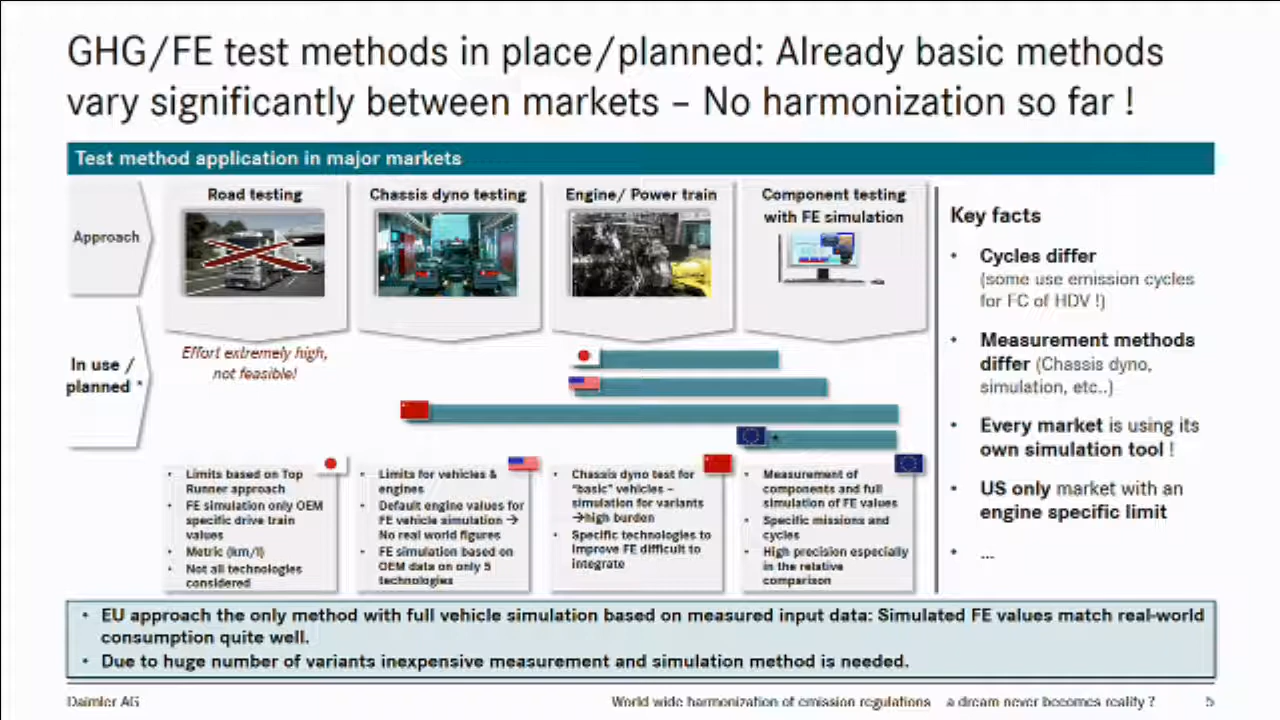 GHG/FE test methods in place/planned: Already basic methods
vary significantly between markets – No harmonization so far !
Test method application in major markets
Approach
Road testing
Chassis dyno testing
Engine/ Power train
Component testing
with FE simulation
In use /
planned *
Effort extremely high,
not feasible!
• Limits based on Top
Runner approach
• FE simulation only OEM
specific drive train
values
• Metric (km/l)
• Not all technologies
considered
• Limits for vehicles &
engines
• Default engine values for
FE vehicle simulation →
No real world figures
• FE simulation based on
OEM data on only 5
technologies
• Chassis dyno test for
"basic" vehicles –
simulation for variants
→high burden
• Specific technologies to
improve FE difficult to
integrate
• Measurement of
components and full
simulation of FE values
• Specific missions and
cycles
• High precision especially
in the relative
comparison
Key facts
• Cycles differ
(some use emission cycles
for FC of HDV !)
• Measurement methods
differ (Chassis dyno,
simulation, etc..)
• Every market is using its
own simulation tool !
• US only market with an
engine specific limit
• ...
• EU approach the only method with full vehicle simulation based on measured input data: Simulated FE values match real-world
consumption quite well.
• Due to huge number of variants inexpensive measurement and simulation method is needed.
Daimler AG
World wide harmonization of emission regulations a dream never becomes reality ?
5